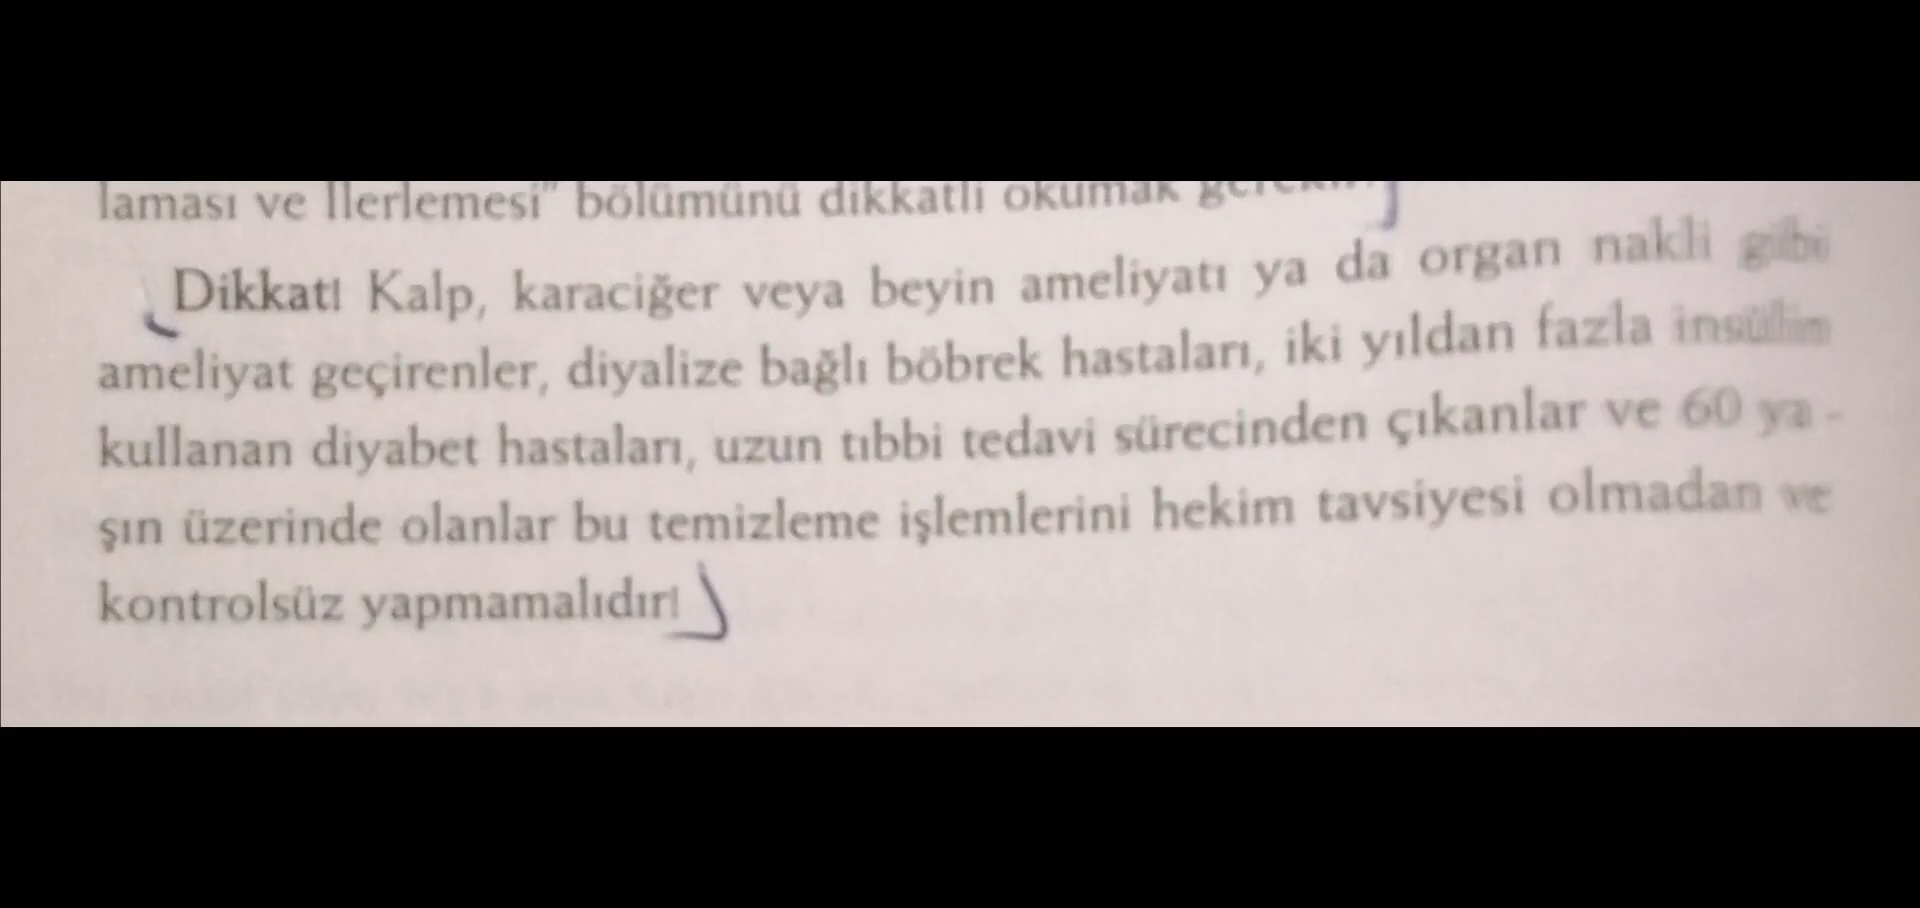 laması ve İlerlemesi" bölümünü dikkatli okumak
Dikkat! Kalp, karaciğer veya beyin ameliyatı ya da organ nakli gibi
ameliyat geçirenler, diyalize bağlı böbrek hastaları, iki yıldan fazla insülin
kullanan diyabet hastaları, uzun tıbbi tedavi sürecinden çıkanlar ve 60 ya-
şın üzerinde olanlar bu temizleme işlemlerini hekim tavsiyesi olmadan ve
kontrolsüz yapmamalıdır!